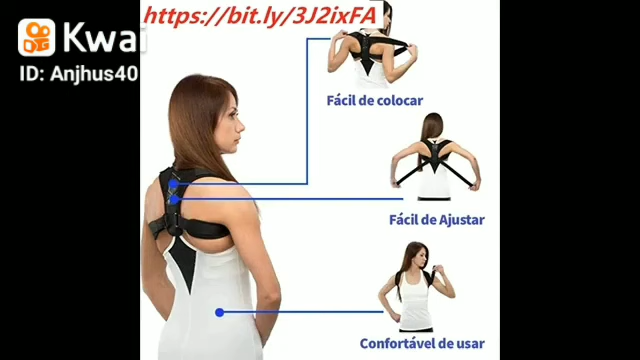 https://bit.ly/3J2ixFA
Kwai
ID: Anjhus40
Fácil de colocar
Fácil de Ajustar
Confortável de usar